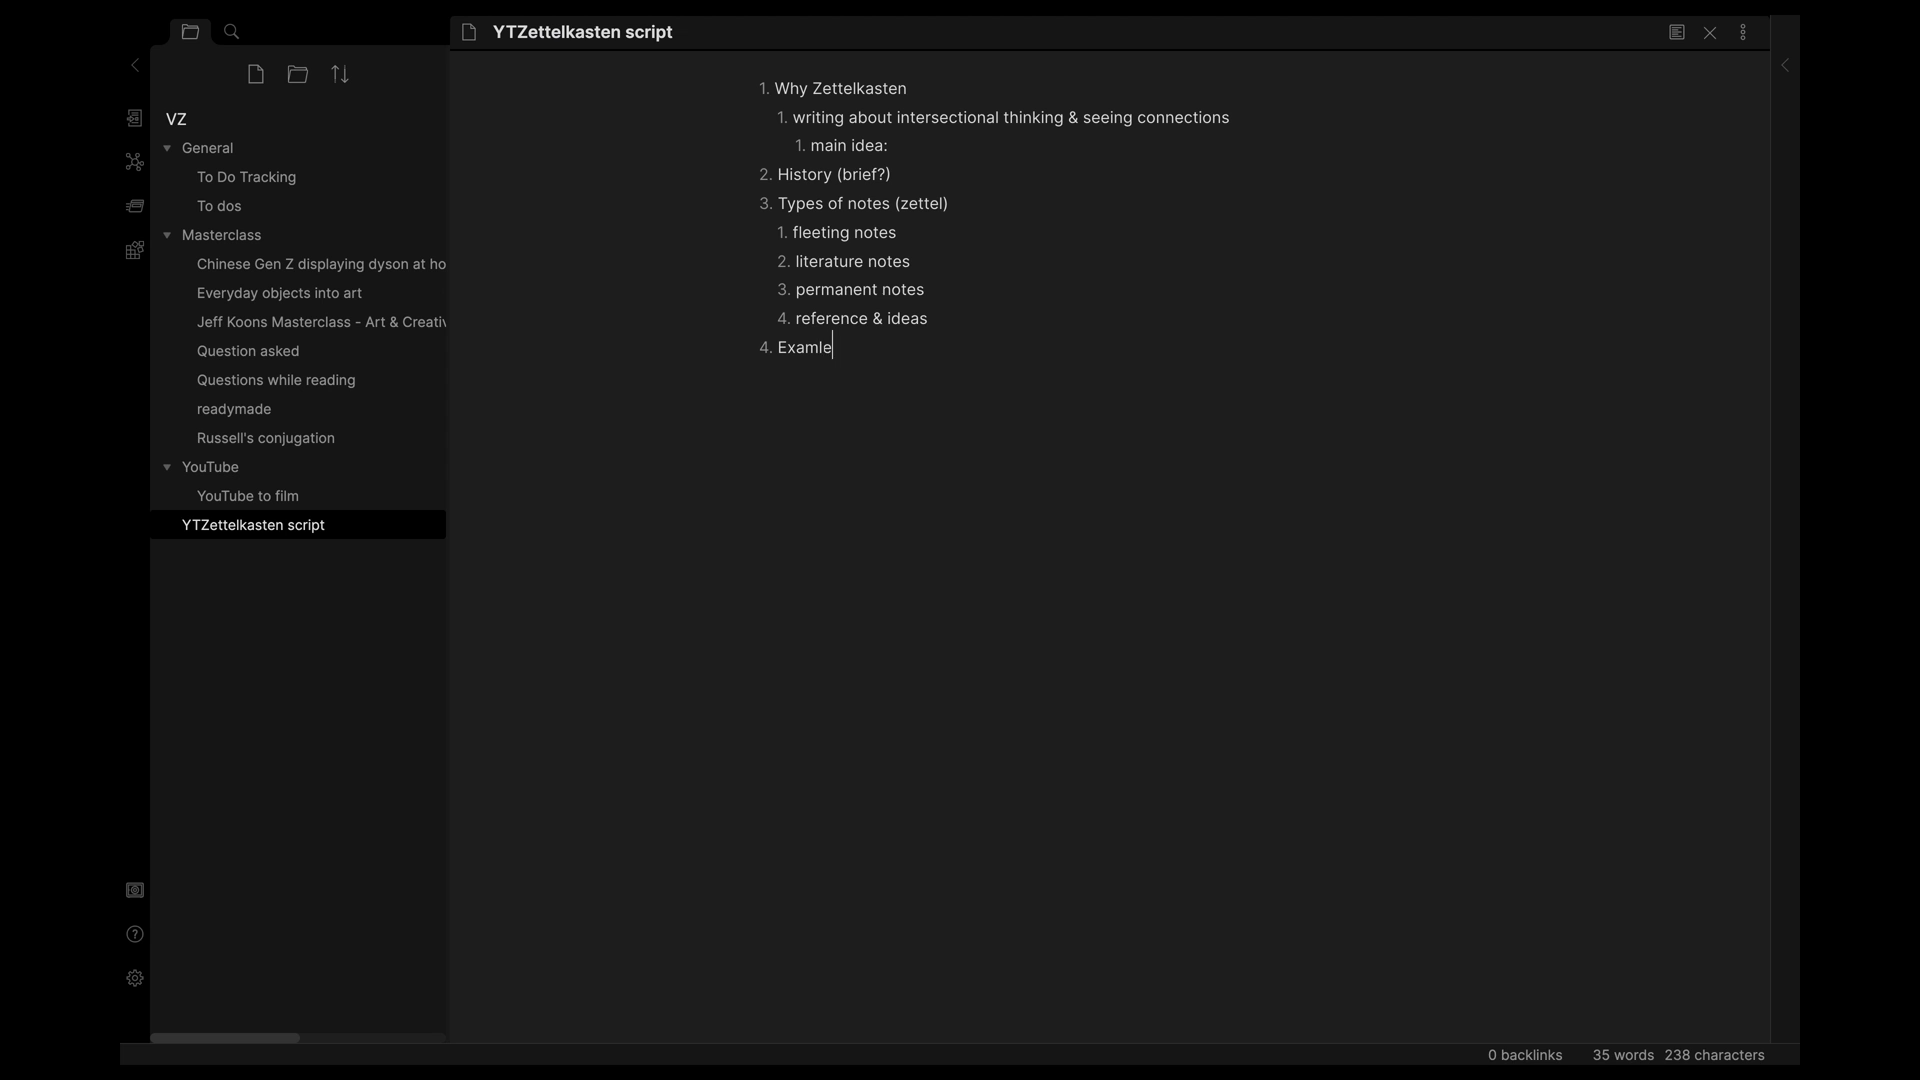 YTZettelkasten script
VZ
General
To Do Tracking
To dos
Masterclass
Chinese Gen Z displaying dyson at ho
Everyday objects into art
Jeff Koons Masterclass - Art & Creativ
Question asked
Questions while reading
readymade
Russell's conjugation
YouTube
YouTube to film
YTZettelkasten script
1. Why Zettelkasten
1. writing about intersectional thinking & seeing connections
1. main idea:
2. History (brief?)
3. Types of notes (zettel)
1. fleeting notes
2. literature notes
3. permanent notes
4. reference & ideas
4. Examle
0 backlinks 35 words 238 characters